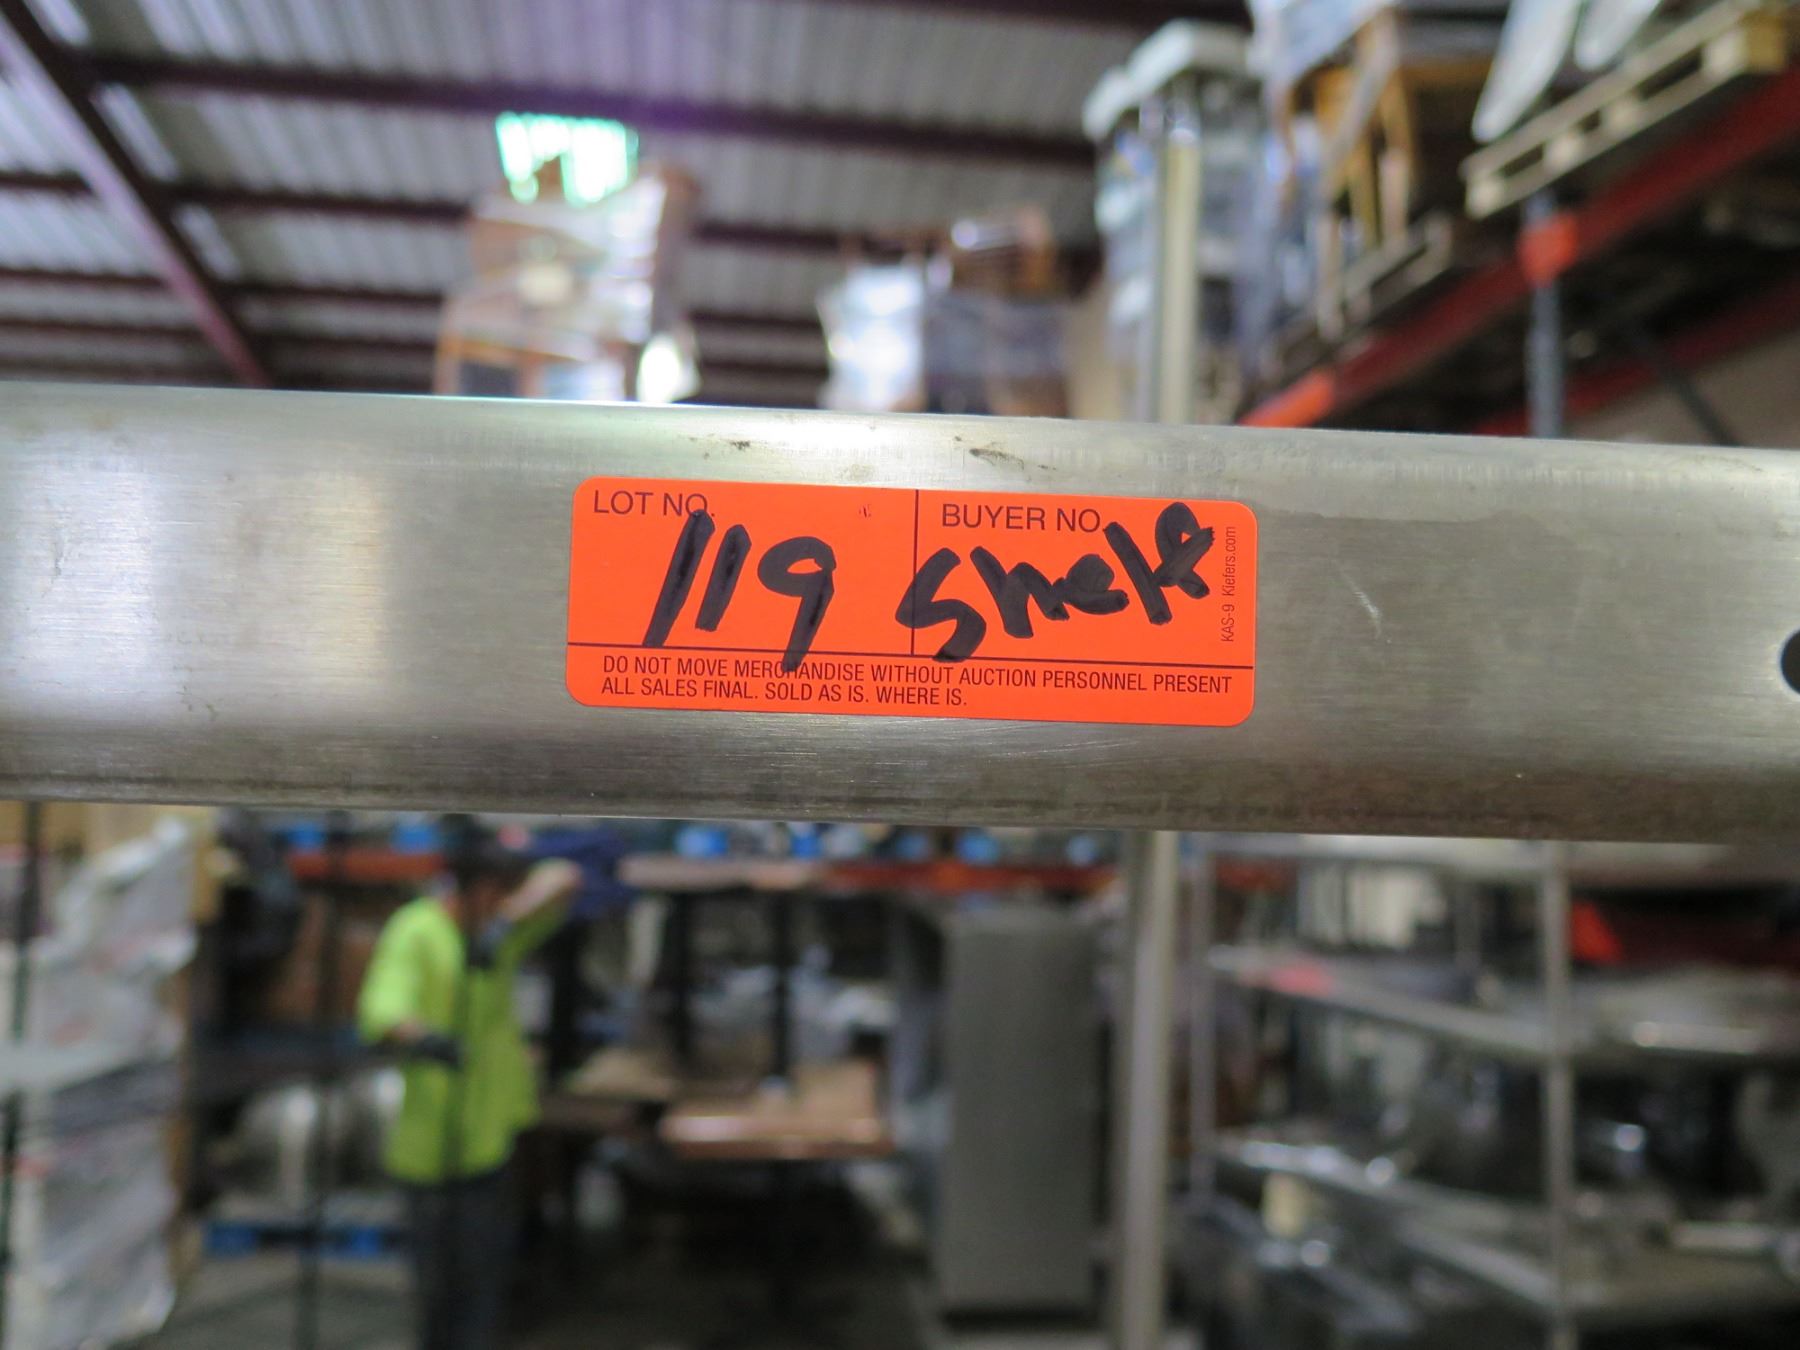 LOT NO. BUYER NO.
119 Shelf
KAS-9 Kiefers.com
DO NOT MOVE MERCHANDISE WITHOUT AUCTION PERSONNEL PRESENT
ALL SALES FINAL. SOLD AS IS. WHERE IS.